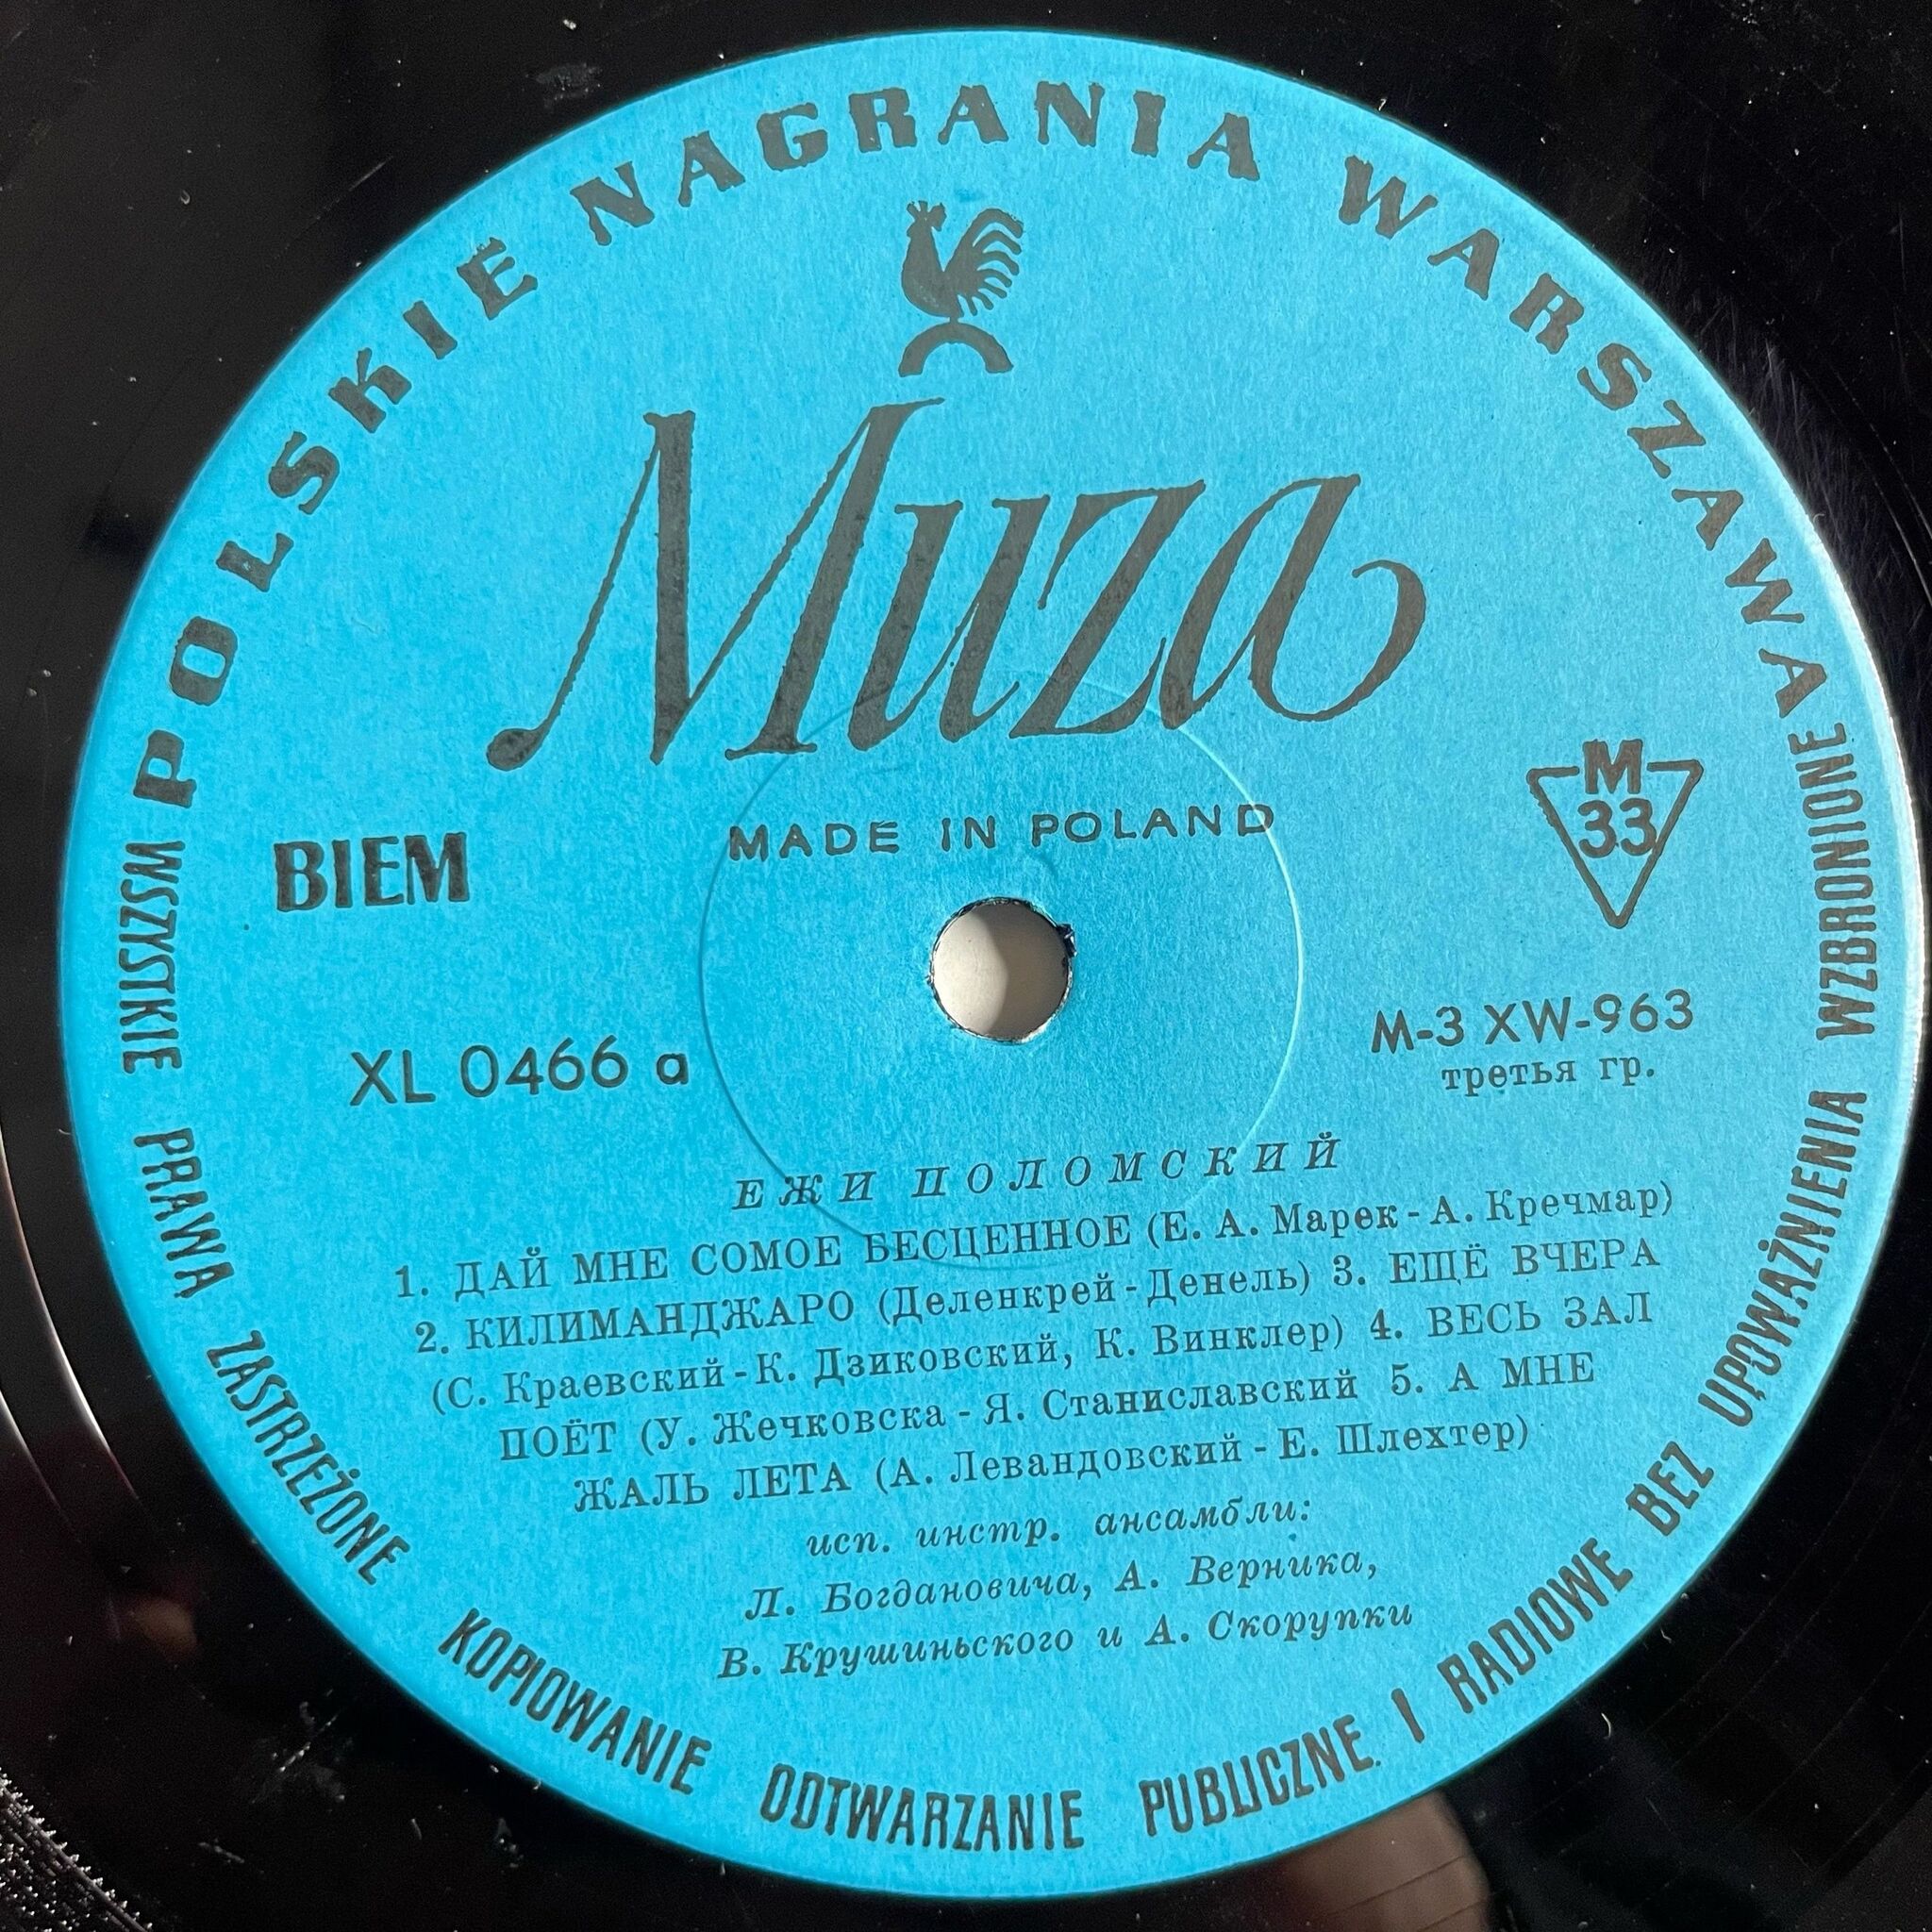 POLSKIE NAGRANIA WARSZAWA
Muza
MADE IN POLAND
BIEM
M
33
XL 0466 a
M-3 XW-963
третья гр.
ЕЖИ ПОЛОМСКИЙ
1. ДАЙ МНЕ СОМОЕ БЕСЦЕННОЕ (Е. А. Марек - А. Кречмар)
2. КИЛИМАНДЖАРО (Деленкрей - Денель) 3. ЕЩЁ ВЧЕРА
(С. Краевский - К. Дзиковский, К. Винклер) 4. ВЕСЬ ЗАЛ
ПОЁТ (У. Жечковска - Я. Станиславский 5. А МНЕ
ЖАЛЬ ЛЕТА (А. Левандовский - Е. Шлехтер)
исп. инстр. ансамбли:
Л. Богдановича, А. Верника,
В. Крушиньского и А. Скорупки
WSZYSTKIE PRAWA ZASTRZEŻONE KOPIOWANIE ODTWARZANIE PUBLICZNE I RADIOWE BEZ UPOWAŻNIENIA WZBRONIONE